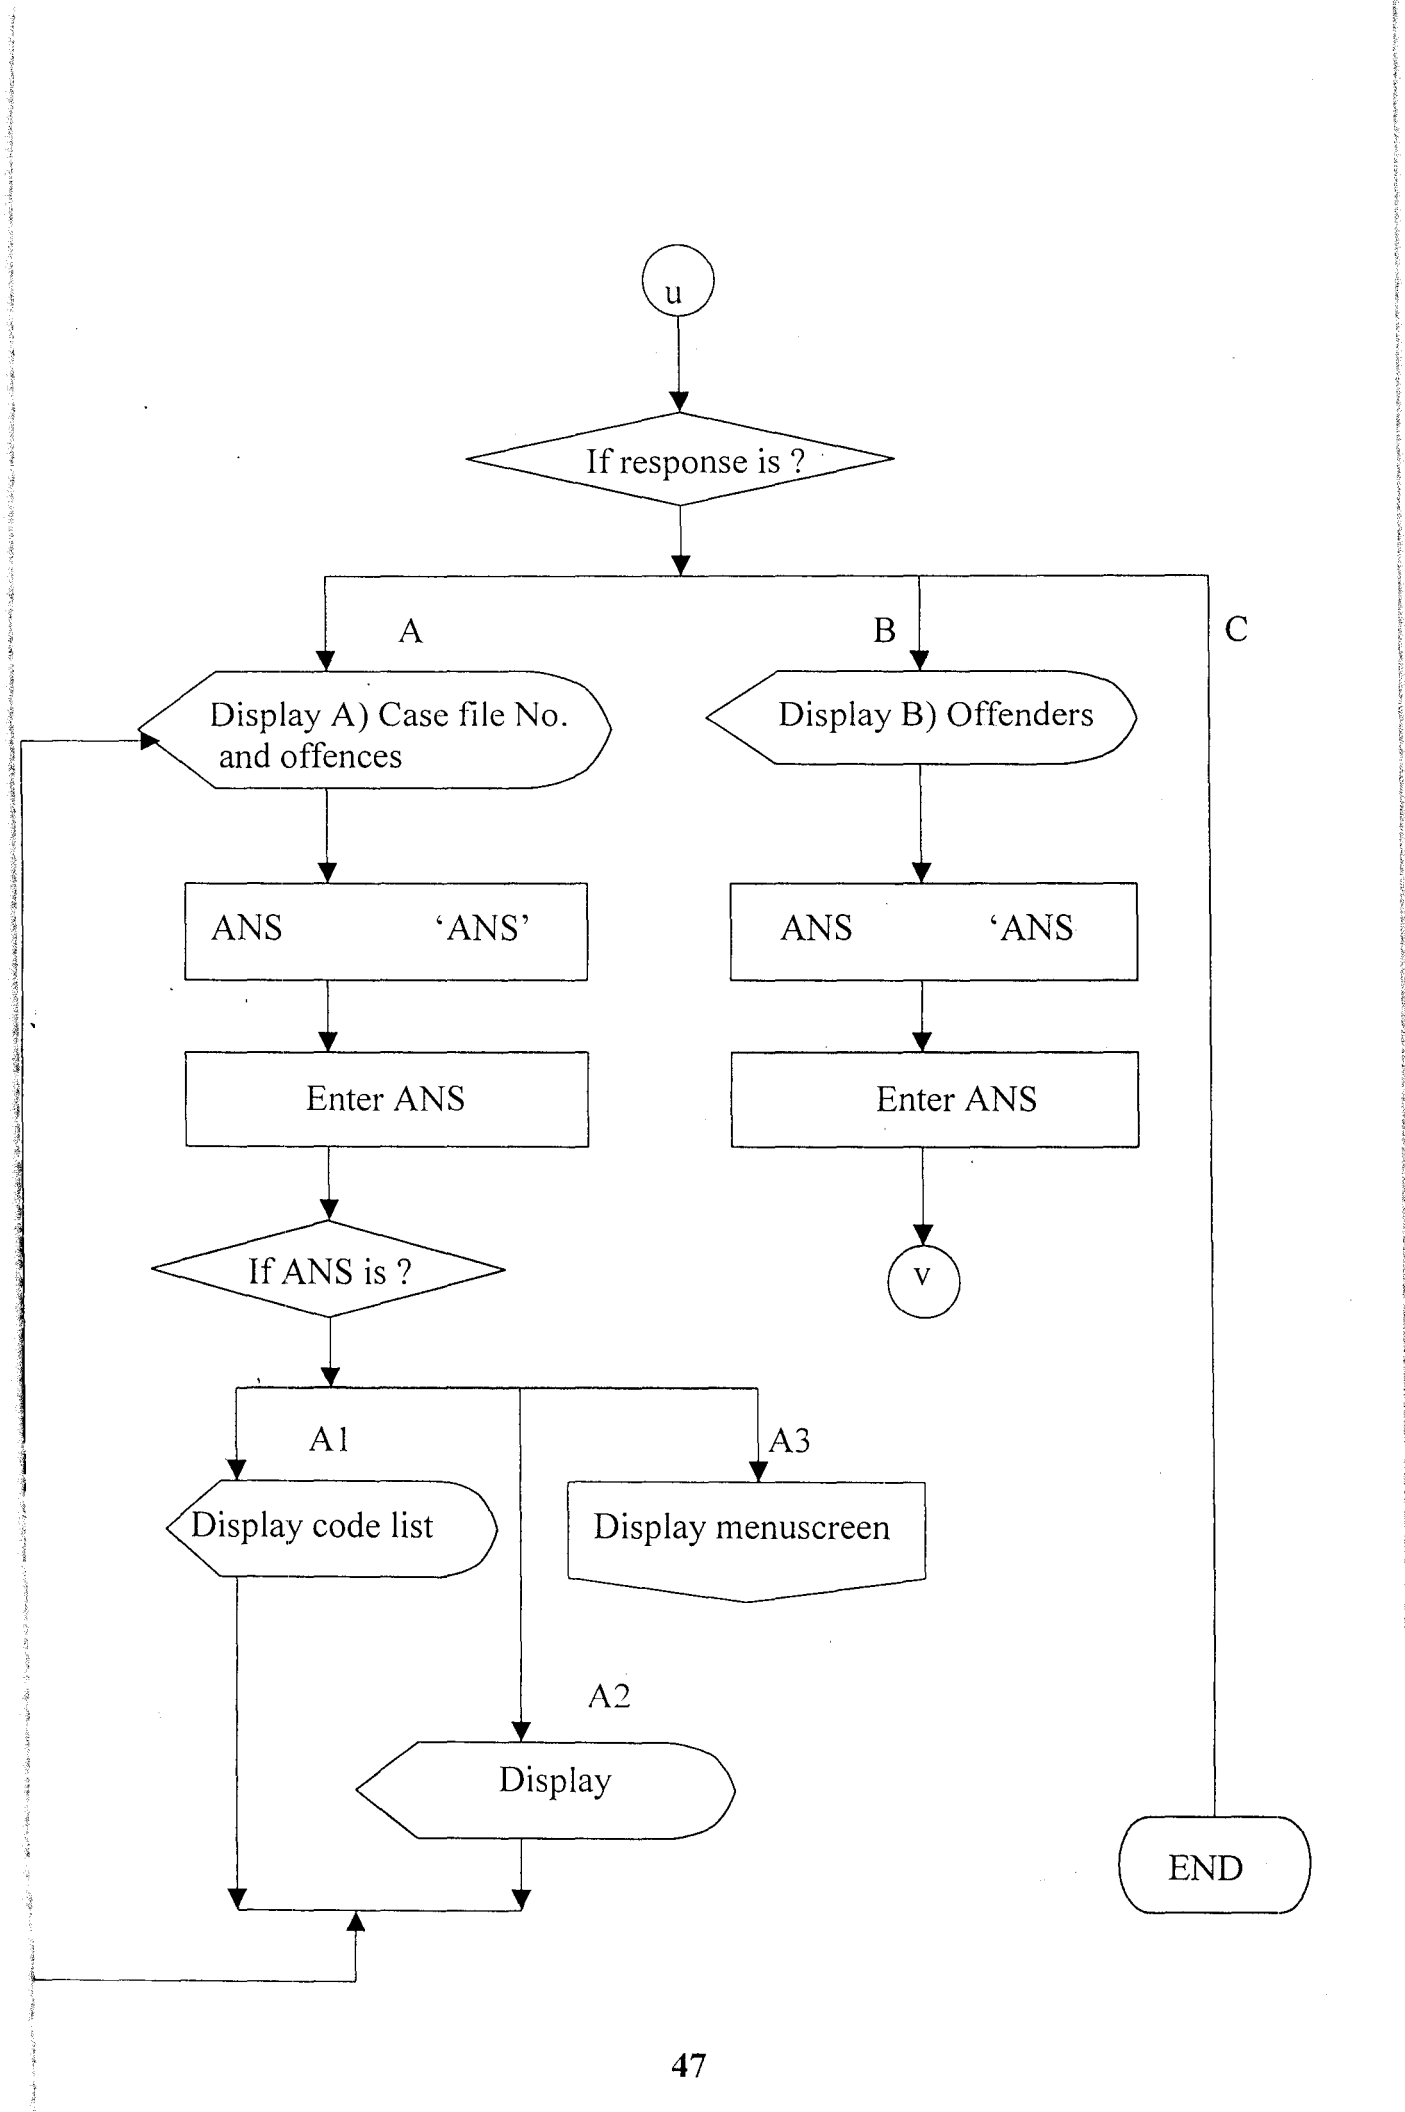 u
If response is ?
A
B
C
Display A) Case file No.
and offences
Display B) Offenders
ANS ‘ANS’
ANS ‘ANS
Enter ANS
Enter ANS
If ANS is ?
v
A1
A3
Display code list
Display menuscreen
A2
Display
END
47